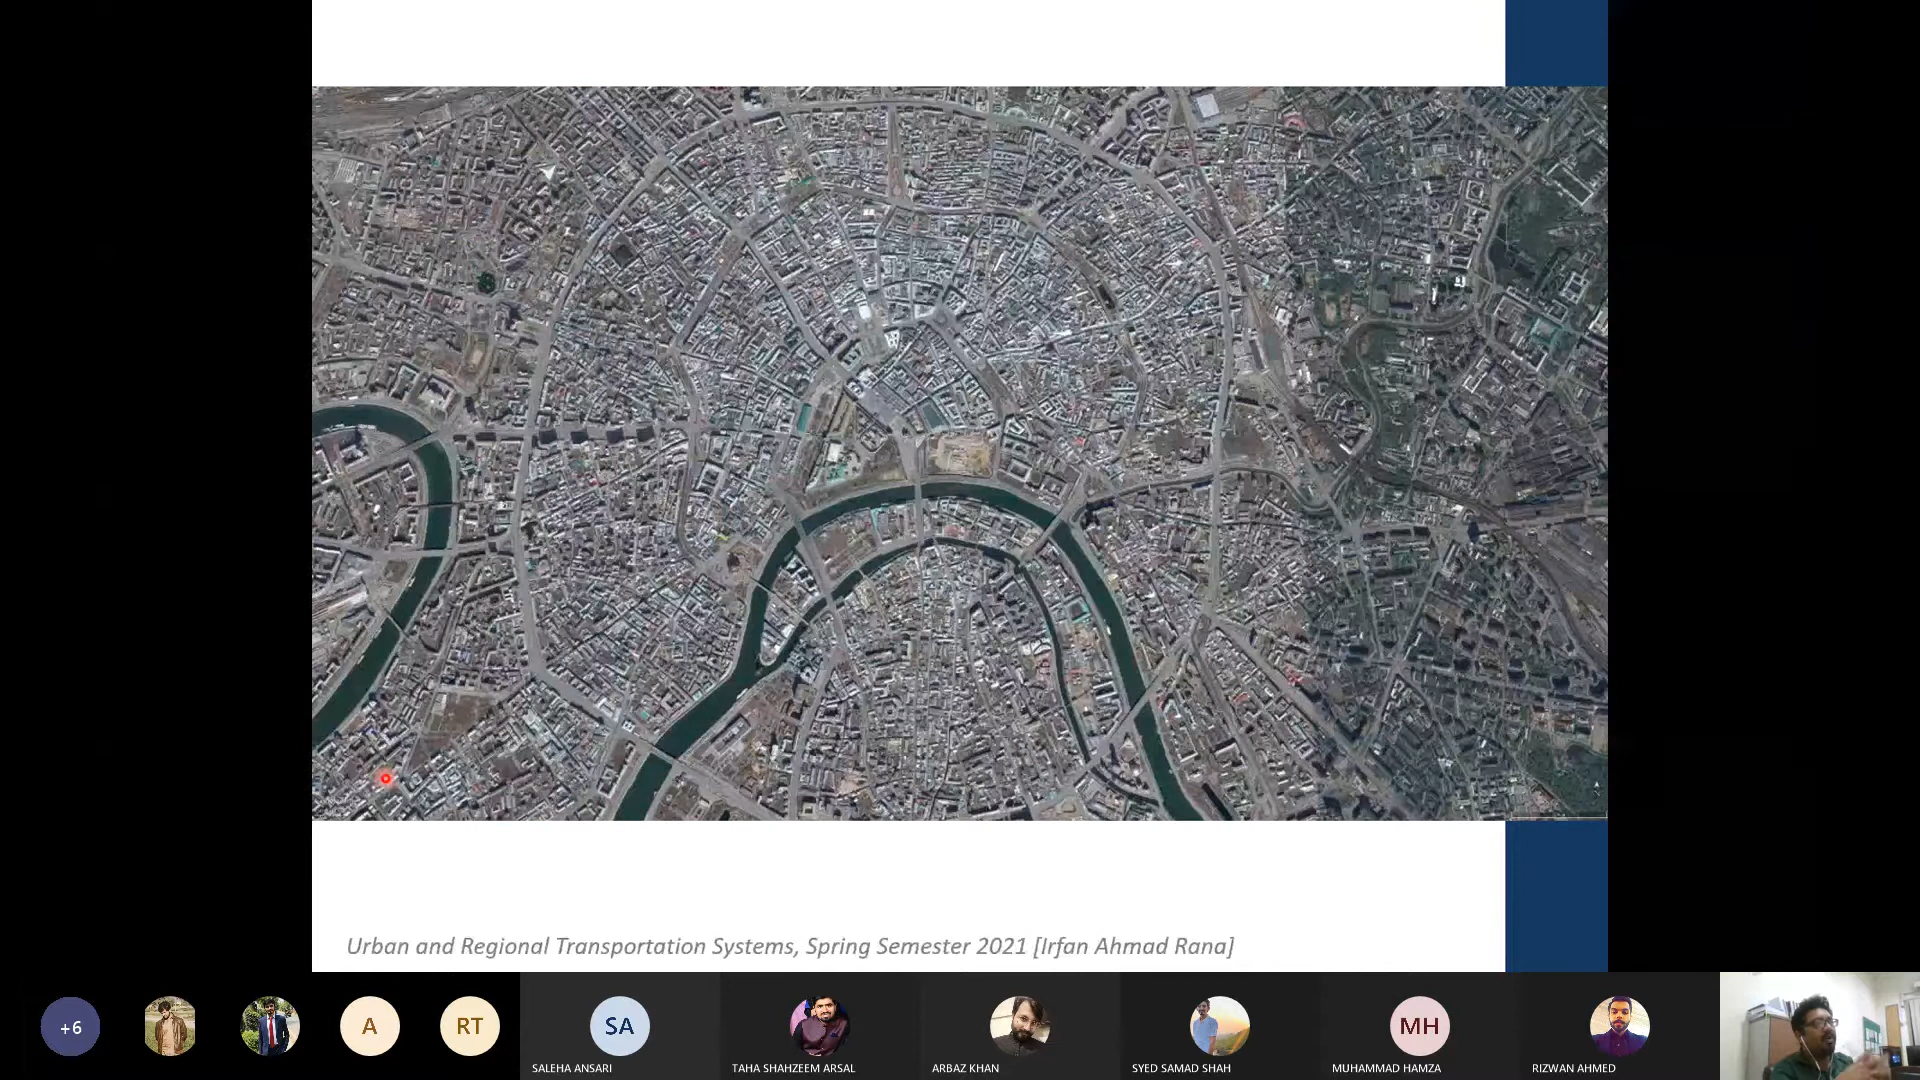 Urban and Regional Transportation Systems, Spring Semester 2021 [Irfan Ahmad Rana]
+6
A
RT
SA
MH
SALEHA ANSARI
TAHA SHAHZEEM ARSAL
ARBAZ KHAN
SYED SAMAD SHAH
MUHAMMAD HAMZA
RIZWAN AHMED